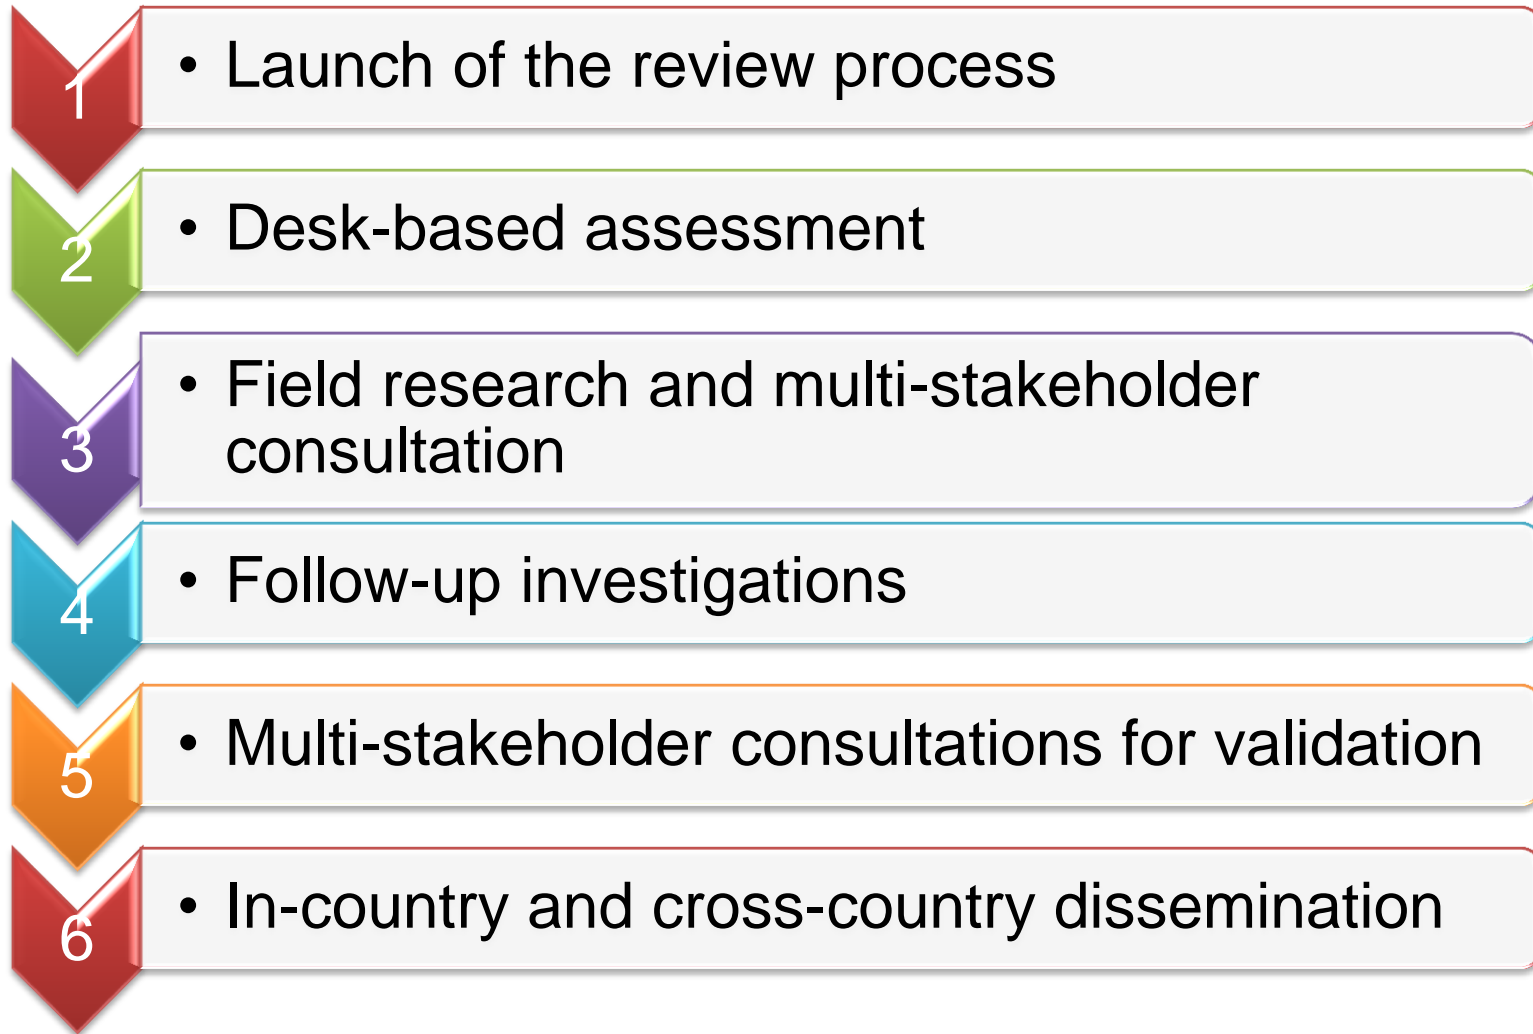 1
• Launch of the review process
2
• Desk-based assessment
3
• Field research and multi-stakeholder
consultation
4
• Follow-up investigations
5
• Multi-stakeholder consultations for validation
6
• In-country and cross-country dissemination